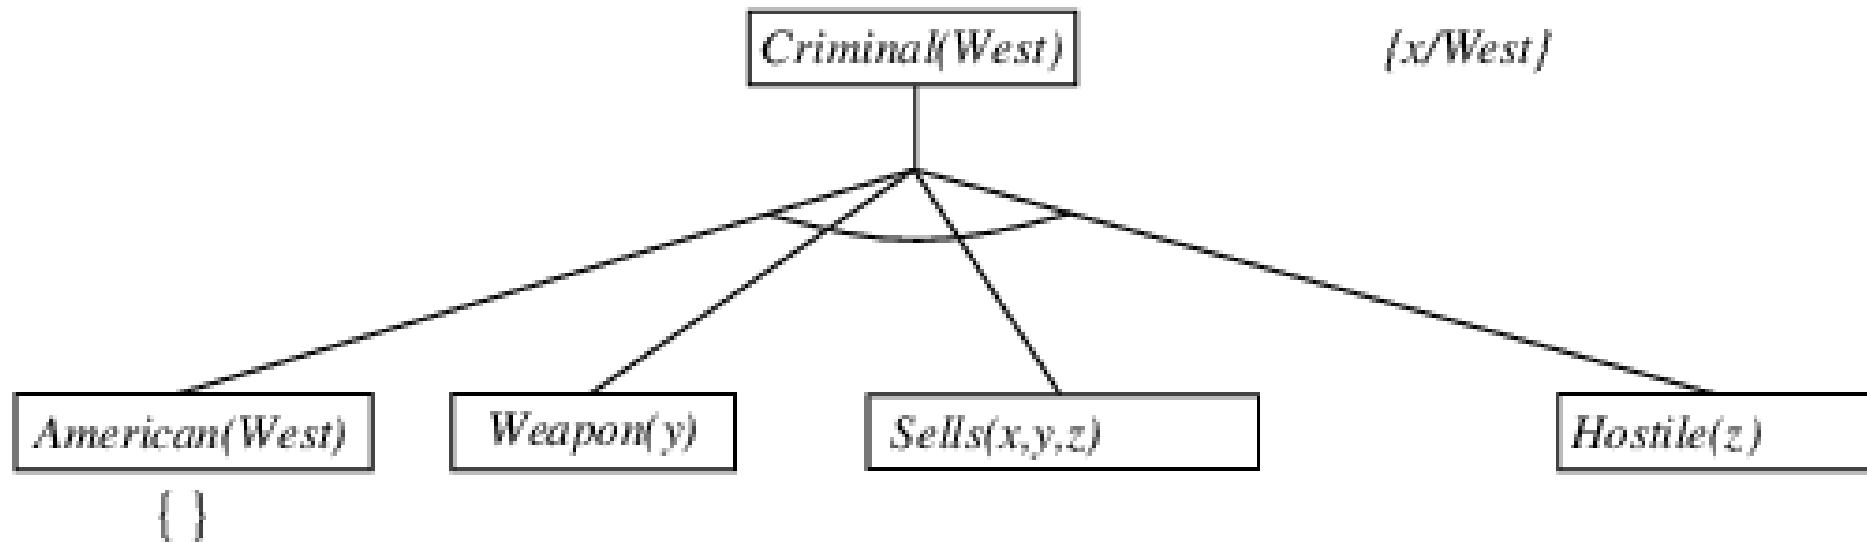 Criminal(West) {x/West}
American(West) Weapon(y) Sells(x,y,z) Hostile(z)
{ }